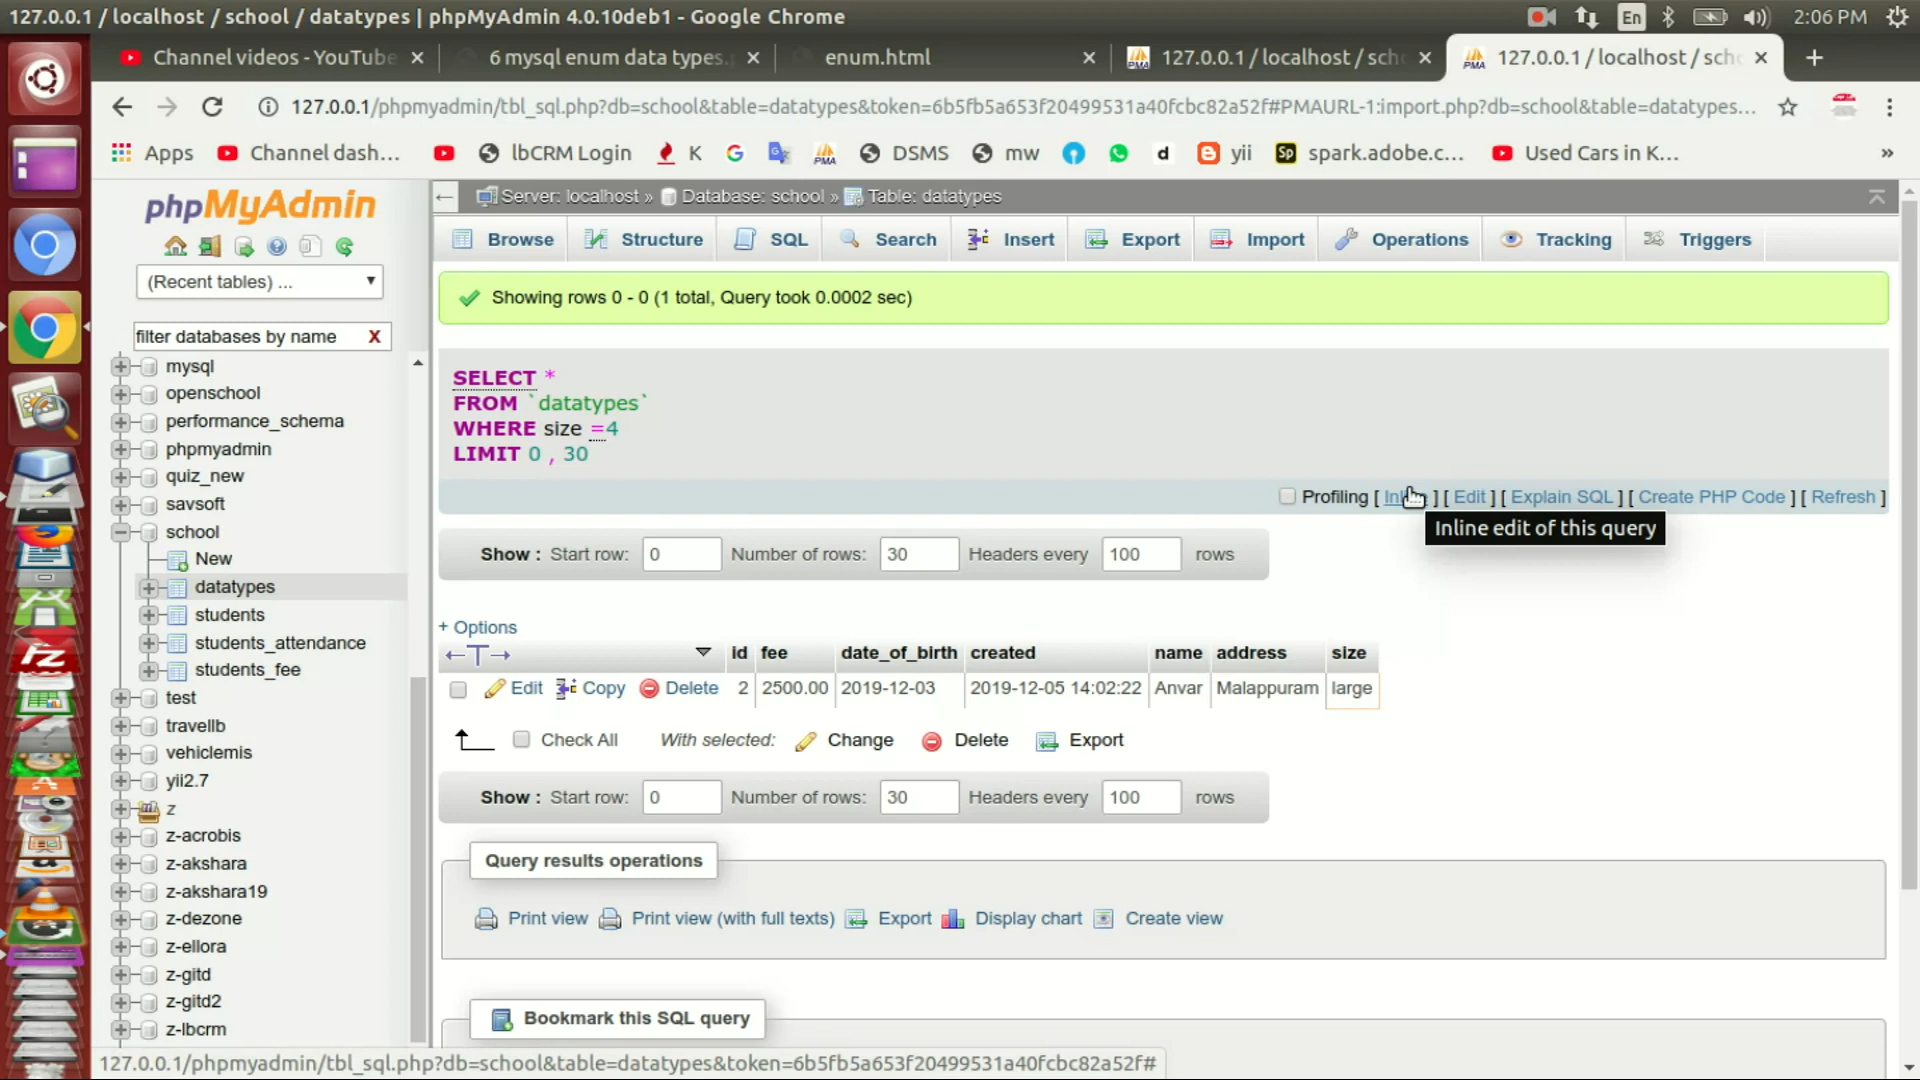 127.0.0.1 / localhost / school / datatypes | phpMyAdmin 4.0.10deb1 - Google Chrome
En
2:06 PM
Channel videos - YouTube
6 mysql enum data types.
enum.html
127.0.0.1 / localhost / sch
127.0.0.1 / localhost / sch
127.0.0.1/phpmyadmin/tbl_sql.php?db=school&table=datatypes&token=6b5fb5a653f20499531a40fcbc82a52f#PMAURL-1:import.php?db=school&table=datatypes...
Apps
Channel dash...
lbCRM Login
K
PMA
DSMS
mw
d
yii
Sp
spark.adobe.c...
Used Cars in K...
»
phpMyAdmin
(Recent tables) ...
filter databases by name
X
mysql
openschool
performance_schema
phpmyadmin
quiz_new
savsoft
school
New
datatypes
students
students_attendance
students_fee
test
travellb
vehiclemis
yii2.7
z
z-acrobis
z-akshara
z-akshara19
z-dezone
z-ellora
z-gitd
z-gitd2
z-lbcrm
Server: localhost » Database: school » Table: datatypes
Browse Structure SQL Search Insert Export Import Operations Tracking Triggers
Showing rows 0 - 0 (1 total, Query took 0.0002 sec)
SELECT *
FROM `datatypes`
WHERE size =4
LIMIT 0 , 30
Profiling [ Inline ] [ Edit ] [ Explain SQL ] [ Create PHP Code ] [ Refresh ]
Inline edit of this query
Show : Start row: 0 Number of rows: 30 Headers every 100 rows
+ Options
←T→ id fee date_of_birth created name address size
Edit Copy Delete 2 2500.00 2019-12-03 2019-12-05 14:02:22 Anvar Malappuram large
Check All With selected: Change Delete Export
Show : Start row: 0 Number of rows: 30 Headers every 100 rows
Query results operations
Print view Print view (with full texts) Export Display chart Create view
Bookmark this SQL query
127.0.0.1/phpmyadmin/tbl_sql.php?db=school&table=datatypes&token=6b5fb5a653f20499531a40fcbc82a52f#